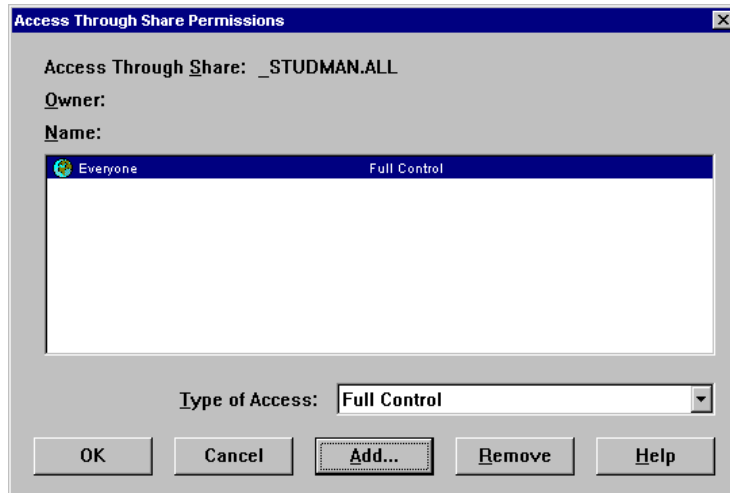 Access Through Share Permissions
Access Through Share: _STUDMAN.ALL
Owner:
Name:
Everyone Full Control
Type of Access: Full Control
OK Cancel Add... Remove Help